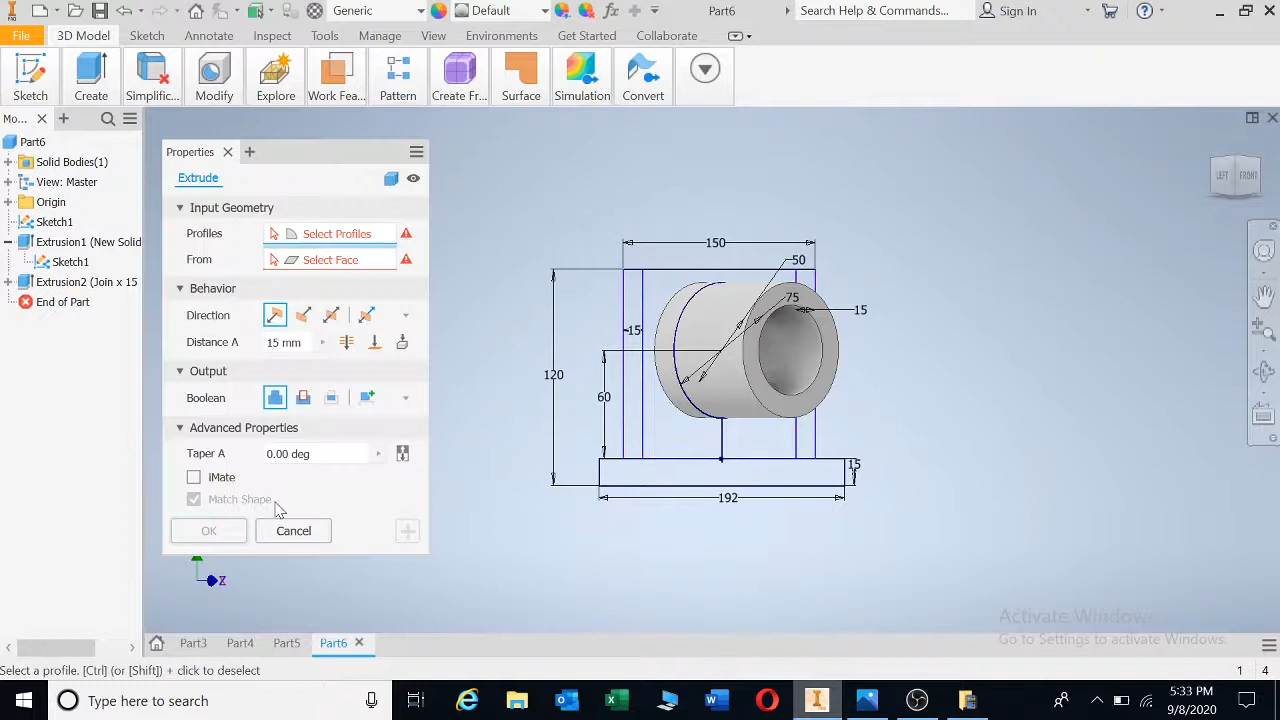 Generic
Default
Part6
Search Help & Commands...
Sign In
File
3D Model
Sketch
Annotate
Inspect
Tools
Manage
View
Environments
Get Started
Collaborate
Sketch
Create
Simplific...
Modify
Explore
Work Fea...
Pattern
Create Fr...
Surface
Simulation
Convert
Mo...
Part6
Solid Bodies(1)
View: Master
Origin
Sketch1
Extrusion1 (New Solid
Sketch1
Extrusion2 (Join x 15
End of Part
Properties
Extrude
Input Geometry
Profiles
Select Profiles
From
Select Face
Behavior
Direction
Distance A
15 mm
Output
Boolean
Advanced Properties
Taper A
0.00 deg
iMate
Match Shape
OK
Cancel
150
50
75
15
15
120
60
15
192
LEFT
FRONT
Z
Activate Windows
Go to Settings to activate Windows.
Part3
Part4
Part5
Part6
Select a profile. [Ctrl] (or [Shift]) + click to deselect
1
4
Type here to search
5:33 PM
9/8/2020